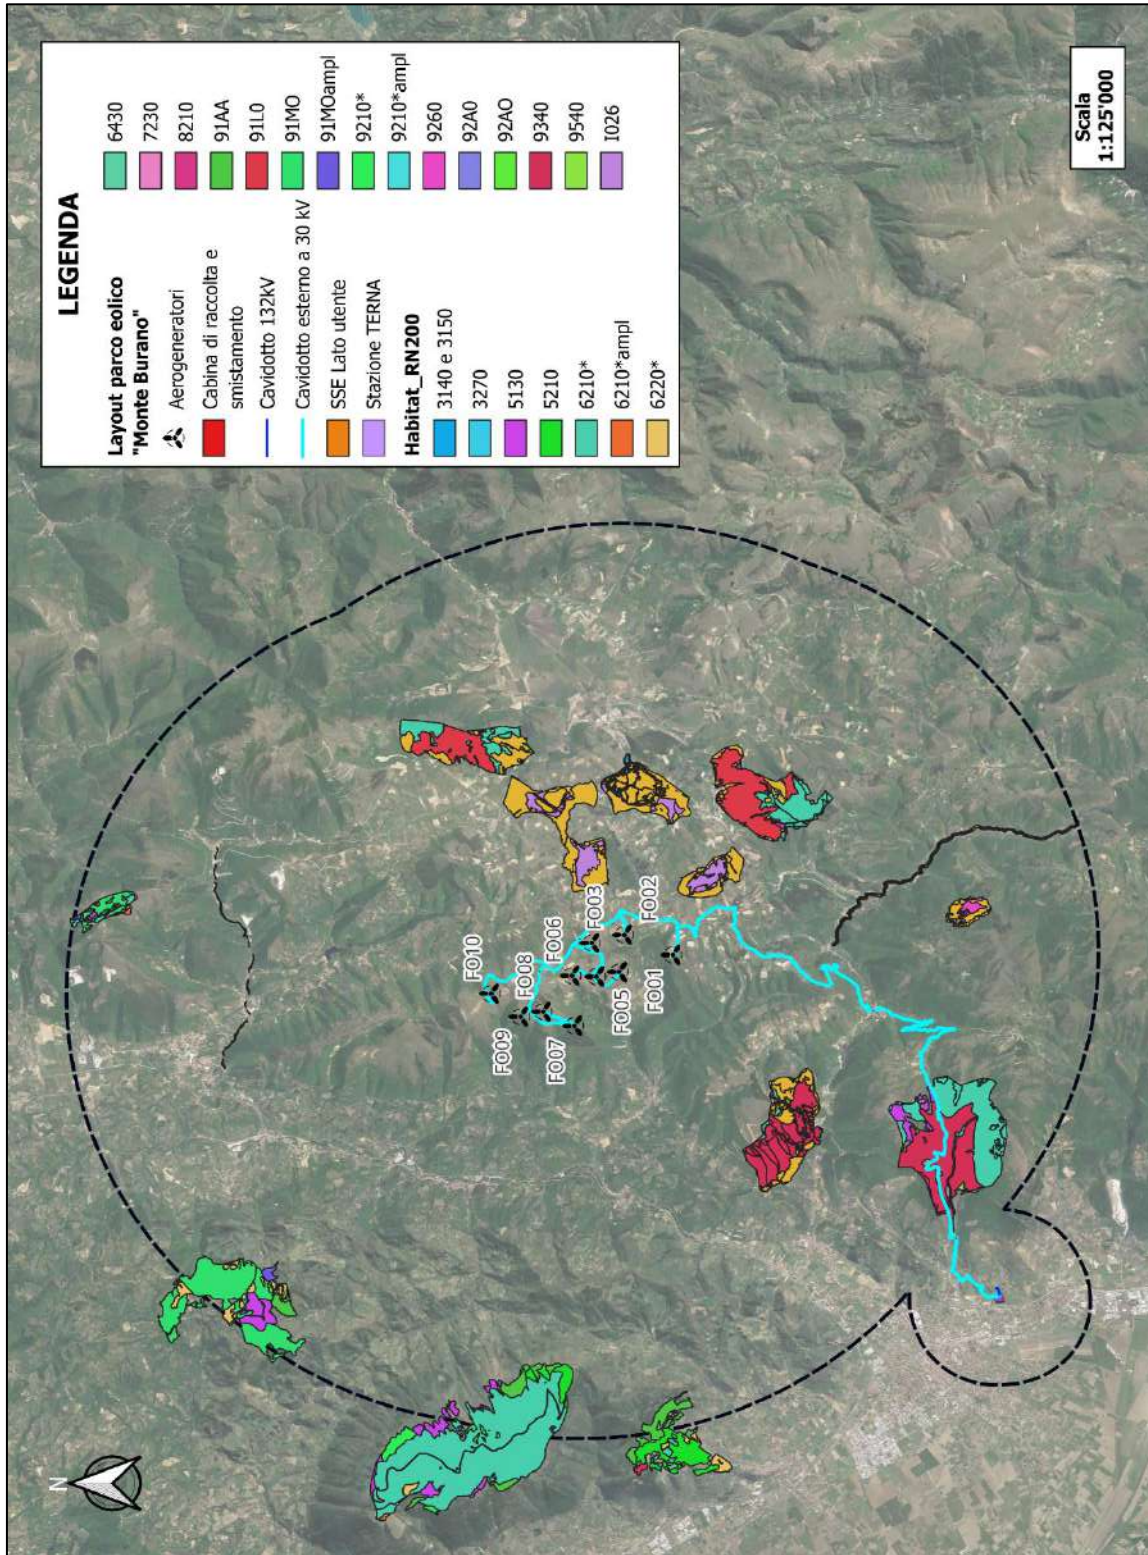 N
LEGENDA
Layout parco eolico
"Monte Burano"
Aerogeneratori
Cabina di raccolta e
smistamento
Cavidotto 132kV
Cavidotto esterno a 30 kV
SSE Lato utente
Stazione TERNA
Habitat_RN200
3140 e 3150
3270
5130
5210
6210*
6210*ampl
6220*
6430
7230
8210
91AA
91L0
91MO
91MOampl
9210*
9210*ampl
9260
92A0
92AO
9340
9540
I026
FO10
FO09
FO08
FO07
FO06
FO03
FO05
FO02
FO01
Scala
1:125'000